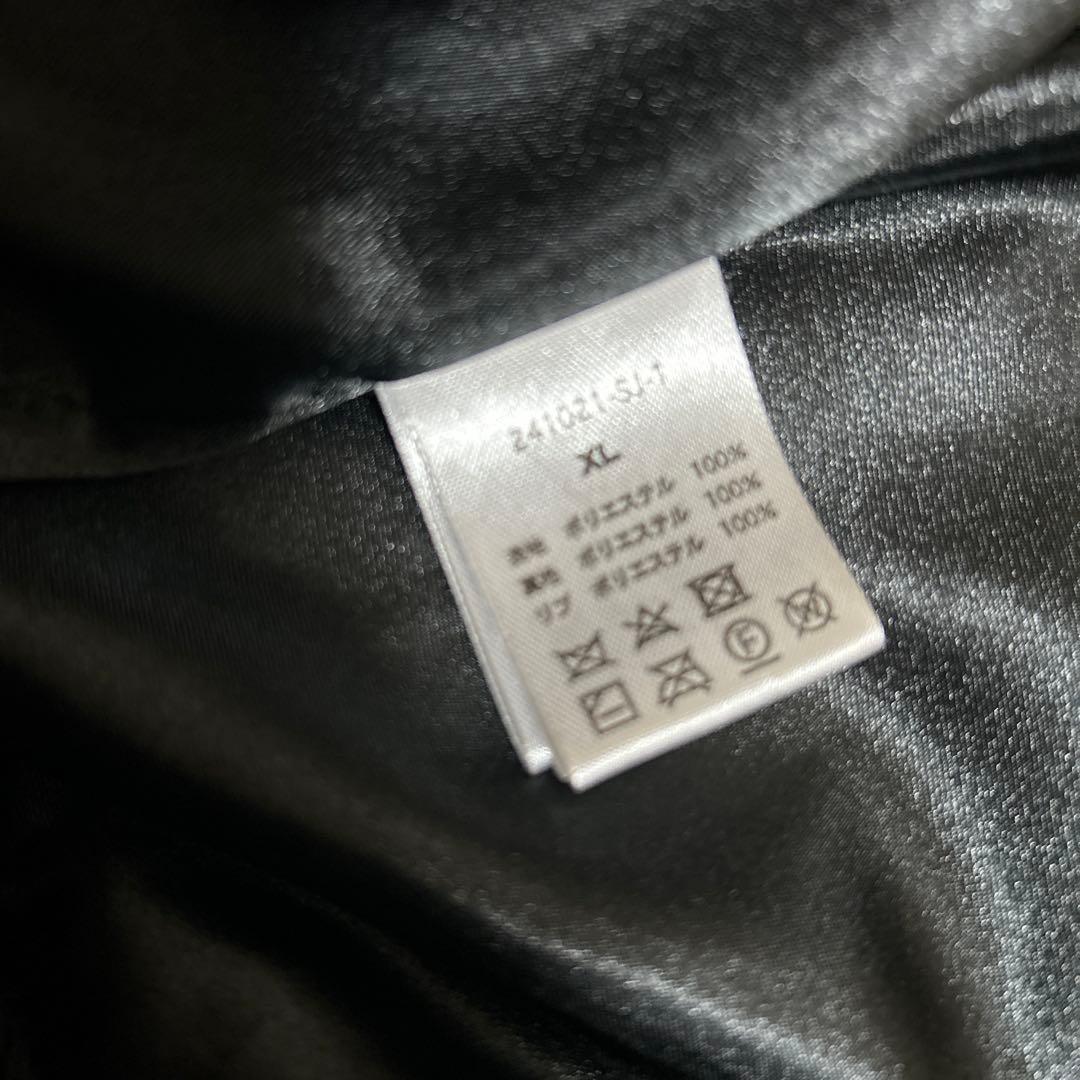 241021-SJ-1
XL
表地 ポリエステル 100%
裏地 ポリエステル 100%
リブ ポリエステル 100%